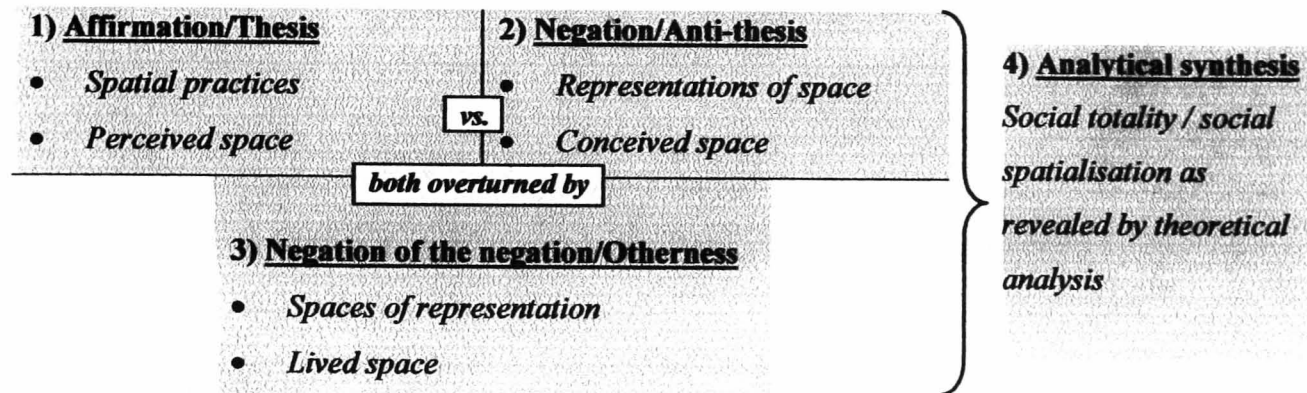 1) Affirmation/Thesis
• Spatial practices
• Perceived space
vs.
2) Negation/Anti-thesis
• Representations of space
• Conceived space
both overturned by
3) Negation of the negation/Otherness
• Spaces of representation
• Lived space
4) Analytical synthesis
Social totality / social
spatialisation as
revealed by theoretical
analysis